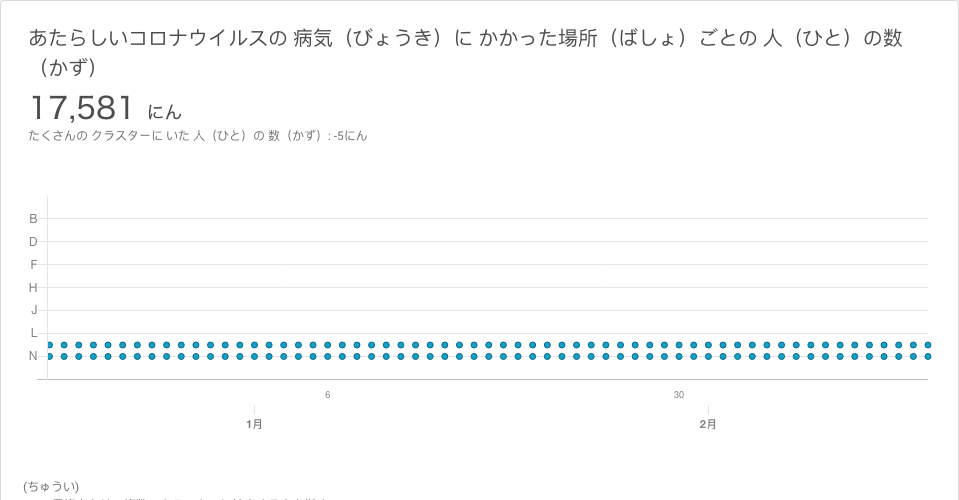 あたらしいコロナウイルスの 病気（びょうき）に かかった場所（ばしょ）ごとの 人（ひと）の数
（かず）
17,581 にん
たくさんの クラスターに いた 人（ひと）の 数（かず）: -5にん
B
D
F
H
J
L
N
6
30
1月
2月
(ちゅうい)